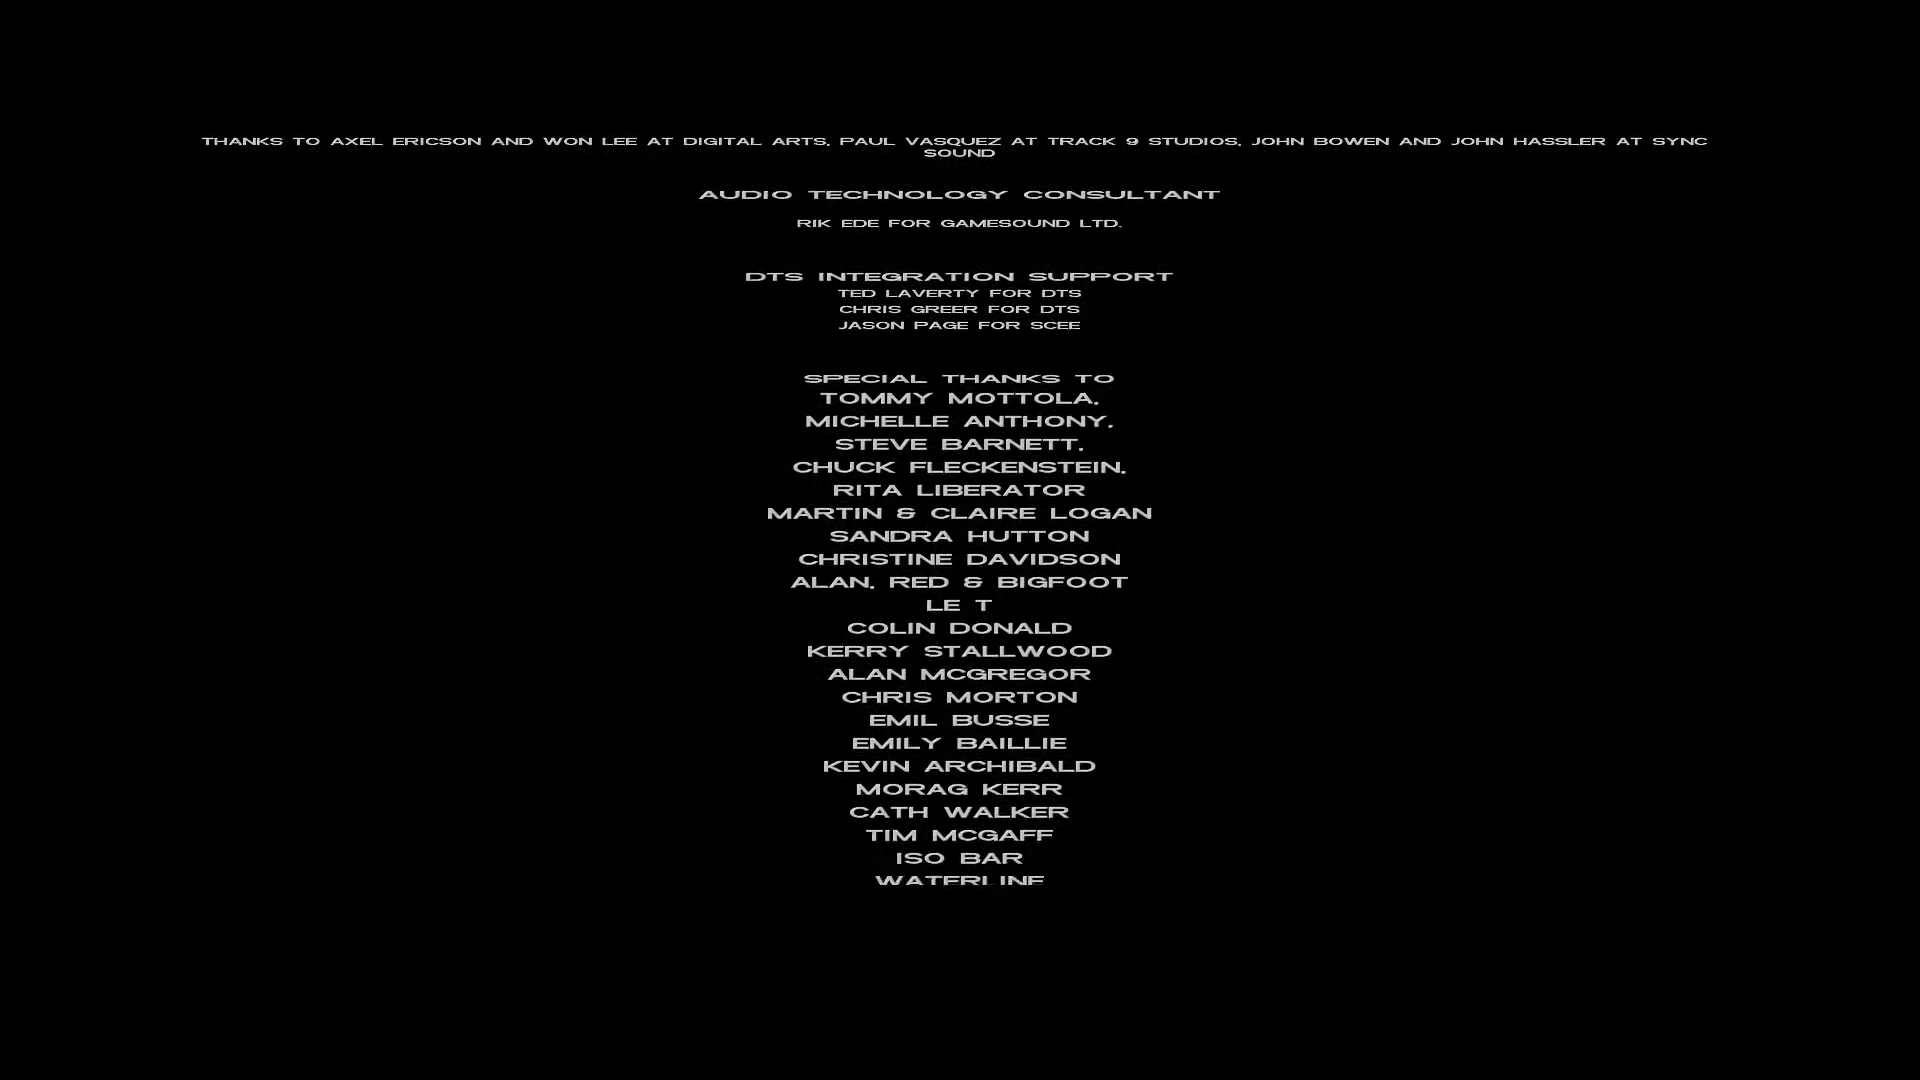 THANKS TO AXEL ERICSON AND WON LEE AT DIGITAL ARTS, PAUL VASQUEZ AT TRACK 9 STUDIOS, JOHN BOWEN AND JOHN HASSLER AT SYNC
SOUND
AUDIO TECHNOLOGY CONSULTANT
RIK EDE FOR GAMESOUND LTD.
DTS INTEGRATION SUPPORT
TED LAVERTY FOR DTS
CHRIS GREER FOR DTS
JASON PAGE FOR SCEE
SPECIAL THANKS TO
TOMMY MOTTOLA,
MICHELLE ANTHONY,
STEVE BARNETT,
CHUCK FLECKENSTEIN,
RITA LIBERATOR
MARTIN & CLAIRE LOGAN
SANDRA HUTTON
CHRISTINE DAVIDSON
ALAN, RED & BIGFOOT
LE T
COLIN DONALD
KERRY STALLWOOD
ALAN MCGREGOR
CHRIS MORTON
EMIL BUSSE
EMILY BAILLIE
KEVIN ARCHIBALD
MORAG KERR
CATH WALKER
TIM MCGAFF
ISO BAR
WATERLINE